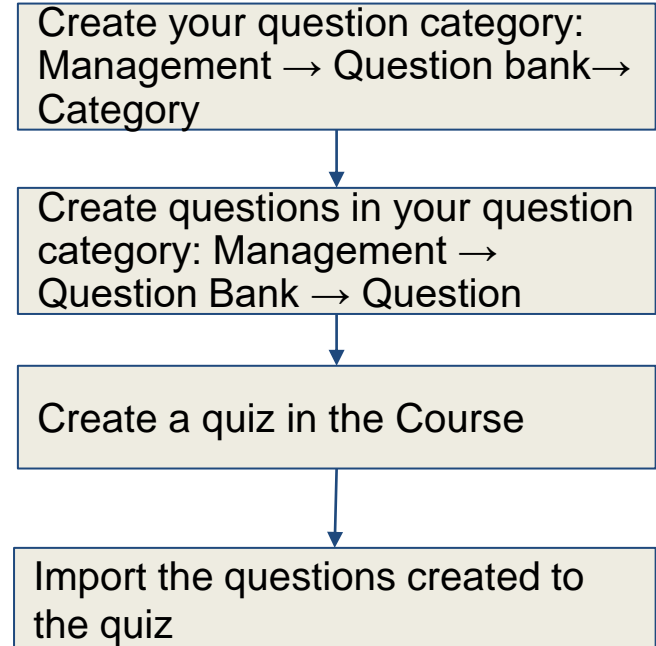 Create your question category:
Management → Question bank→
Category
Create questions in your question
category: Management →
Question Bank → Question
Create a quiz in the Course
Import the questions created to
the quiz